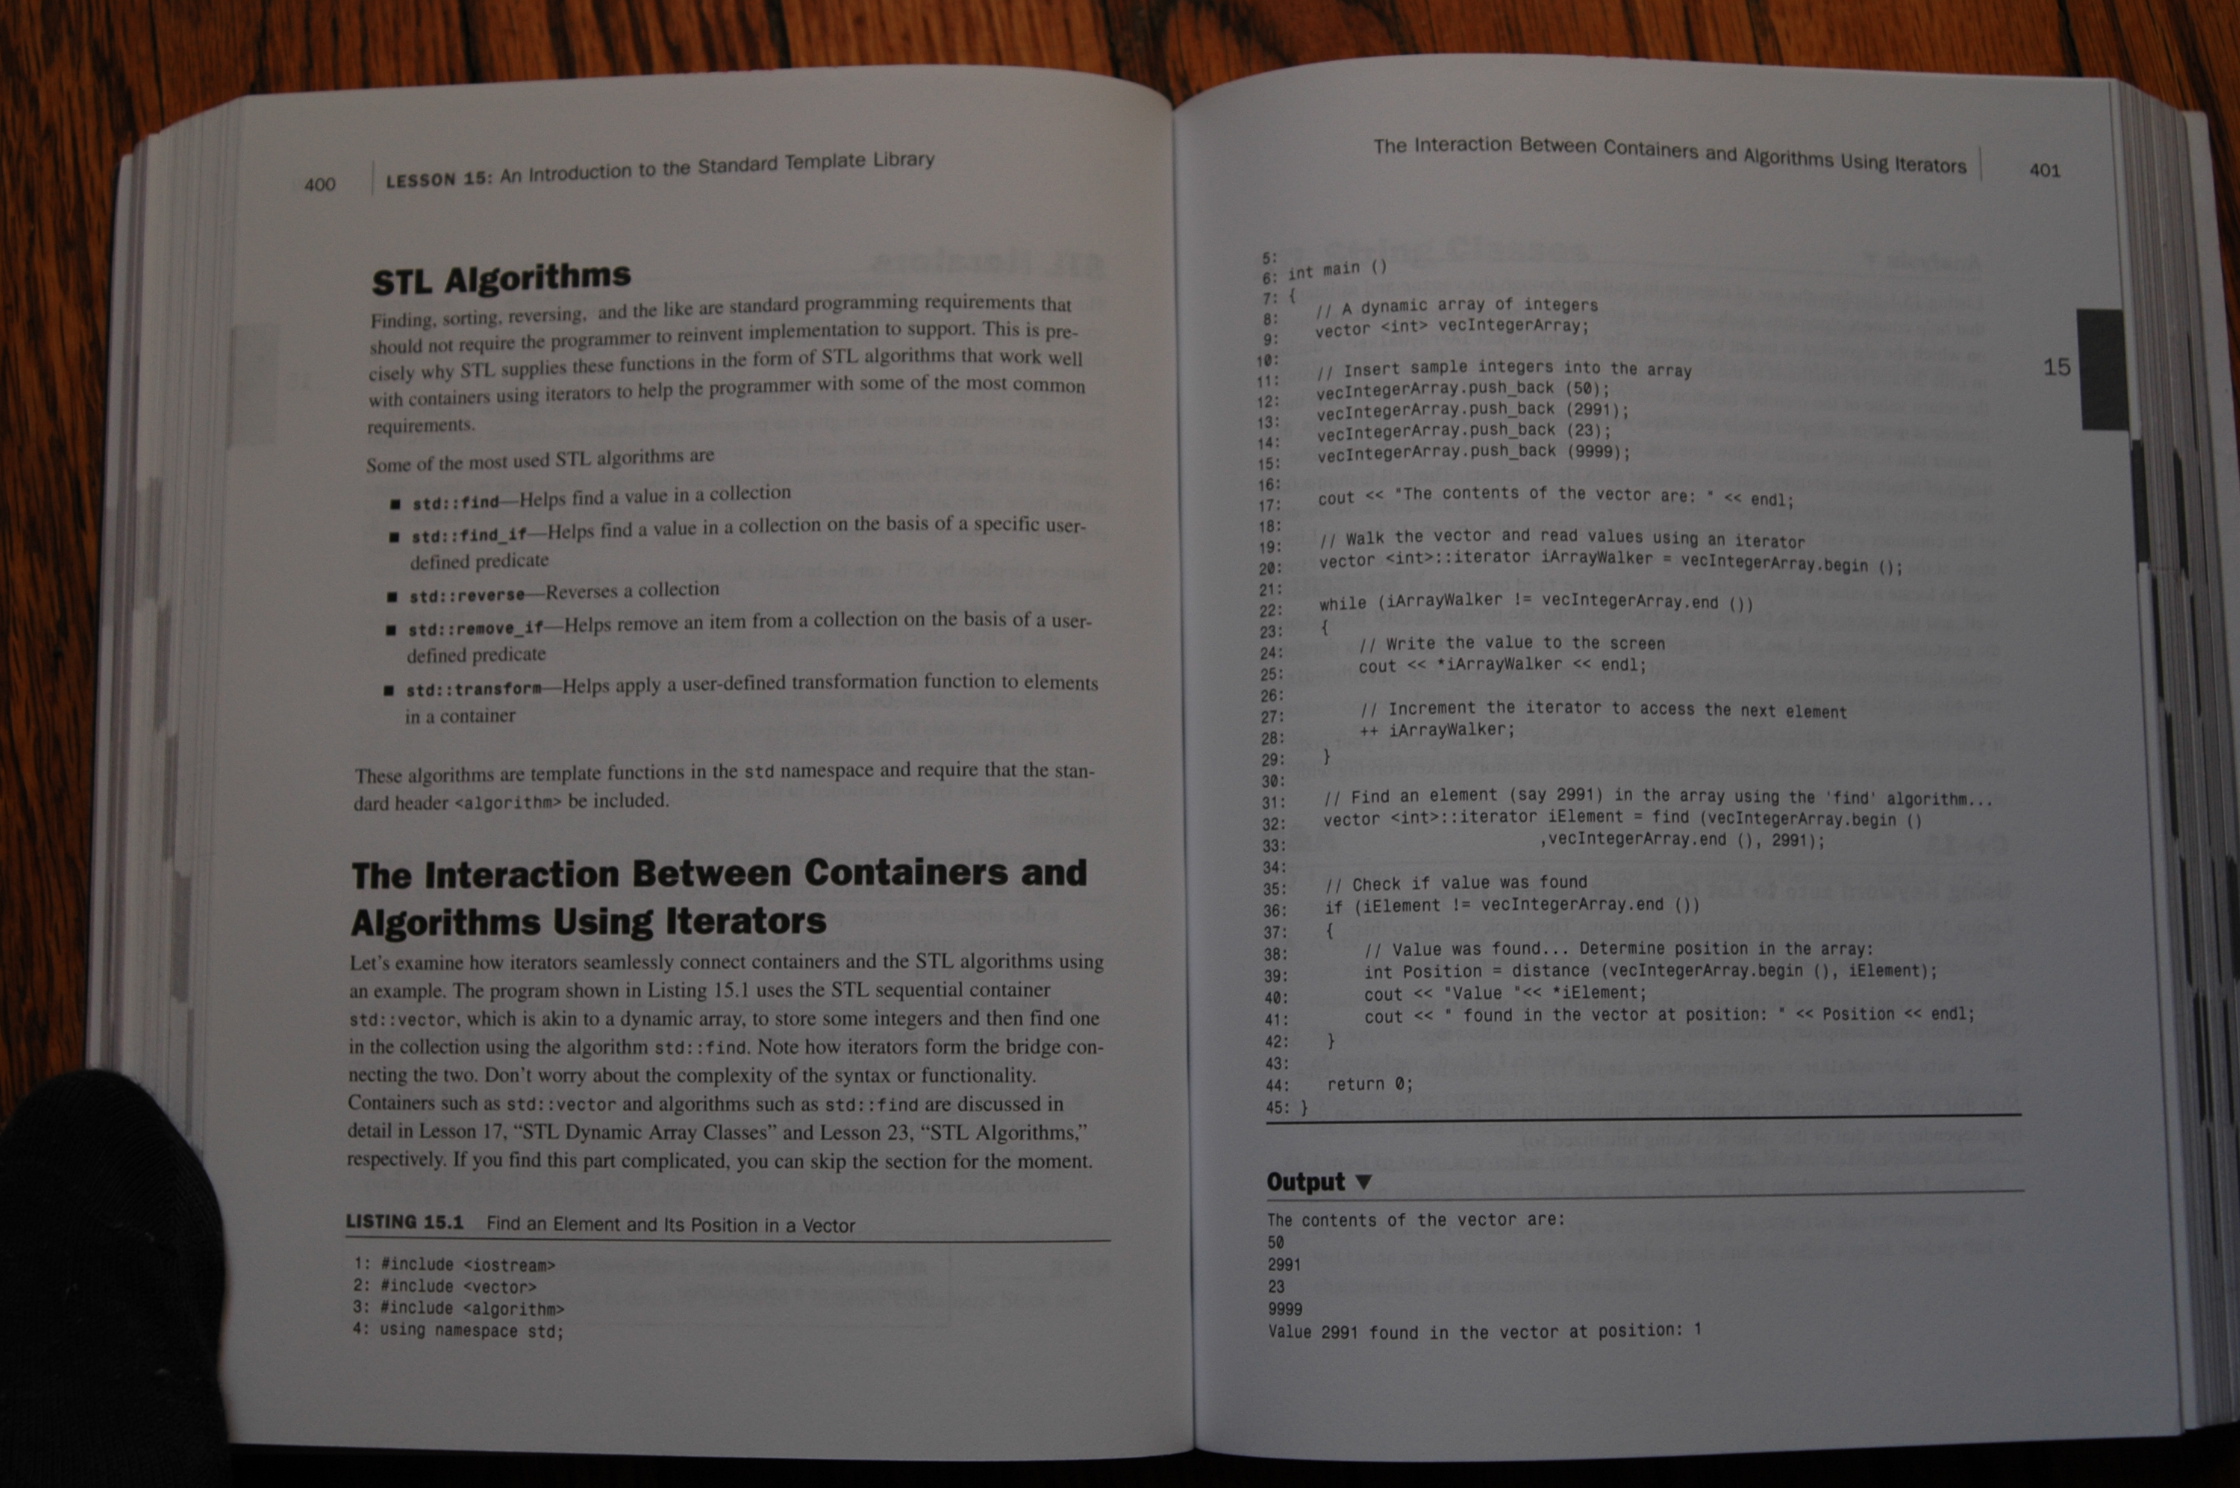 400 LESSON 15: An Introduction to the Standard Template Library
STL Algorithms
Finding, sorting, reversing, and the like are standard programming requirements that
should not require the programmer to reinvent implementation to support. This is pre-
cisely why STL supplies these functions in the form of STL algorithms that work well
with containers using iterators to help the programmer with some of the most common
requirements.
Some of the most used STL algorithms are
■ std::find—Helps find a value in a collection
■ std::find_if—Helps find a value in a collection on the basis of a specific user-
defined predicate
■ std::reverse—Reverses a collection
■ std::remove_if—Helps remove an item from a collection on the basis of a user-
defined predicate
■ std::transform—Helps apply a user-defined transformation function to elements
in a container
These algorithms are template functions in the std namespace and require that the stan-
dard header <algorithm> be included.
The Interaction Between Containers and
Algorithms Using Iterators
Let's examine how iterators seamlessly connect containers and the STL algorithms using
an example. The program shown in Listing 15.1 uses the STL sequential container
std::vector, which is akin to a dynamic array, to store some integers and then find one
in the collection using the algorithm std::find. Note how iterators form the bridge con-
necting the two. Don't worry about the complexity of the syntax or functionality.
Containers such as std::vector and algorithms such as std::find are discussed in
detail in Lesson 17, “STL Dynamic Array Classes” and Lesson 23, “STL Algorithms,”
respectively. If you find this part complicated, you can skip the section for the moment.
LISTING 15.1 Find an Element and Its Position in a Vector
1: #include <iostream>
2: #include <vector>
3: #include <algorithm>
4: using namespace std;
The Interaction Between Containers and Algorithms Using Iterators 401
15
5:
6: int main ()
7: {
8: // A dynamic array of integers
9: vector <int> vecIntegerArray;
10:
11: // Insert sample integers into the array
12: vecIntegerArray.push_back (50);
13: vecIntegerArray.push_back (2991);
14: vecIntegerArray.push_back (23);
15: vecIntegerArray.push_back (9999);
16:
17: cout << "The contents of the vector are: " << endl;
18:
19: // Walk the vector and read values using an iterator
20: vector <int>::iterator iArrayWalker = vecIntegerArray.begin ();
21:
22: while (iArrayWalker != vecIntegerArray.end ())
23: {
24: // Write the value to the screen
25: cout << *iArrayWalker << endl;
26:
27: // Increment the iterator to access the next element
28: ++ iArrayWalker;
29: }
30:
31: // Find an element (say 2991) in the array using the 'find' algorithm...
32: vector <int>::iterator iElement = find (vecIntegerArray.begin ()
33: ,vecIntegerArray.end (), 2991);
34:
35: // Check if value was found
36: if (iElement != vecIntegerArray.end ())
37: {
38: // Value was found... Determine position in the array:
39: int Position = distance (vecIntegerArray.begin (), iElement);
40: cout << "Value "<< *iElement;
41: cout << " found in the vector at position: " << Position << endl;
42: }
43:
44: return 0;
45: }
Output ▼
The contents of the vector are:
50
2991
23
9999
Value 2991 found in the vector at position: 1